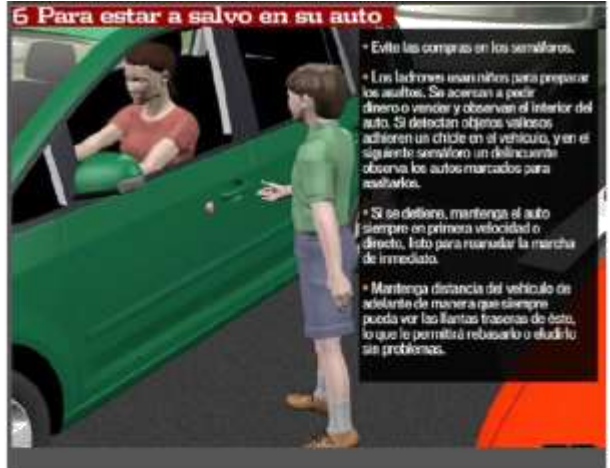 6 Para estar a salvo en su auto
• Evite las compras en los semáforos.
• Los ladrones usan niños para preparar
los asaltos. Se acercan a pedir
dinero o vender y observan el interior del
auto. Si detectan objetos valiosos
adhieren un chicle en el vehículo, y en el
siguiente semáforo un delincuente
observa los autos marcados para
asaltarlos.
• Si se detiene, mantenga el auto
siempre en primera velocidad o
directo, listo para reanudar la marcha
de inmediato.
• Mantenga distancia del vehículo de
adelante de manera que siempre
pueda ver las llantas traseras de éste,
lo que le permitirá rebasarlo o eludirlo
sin problemas.